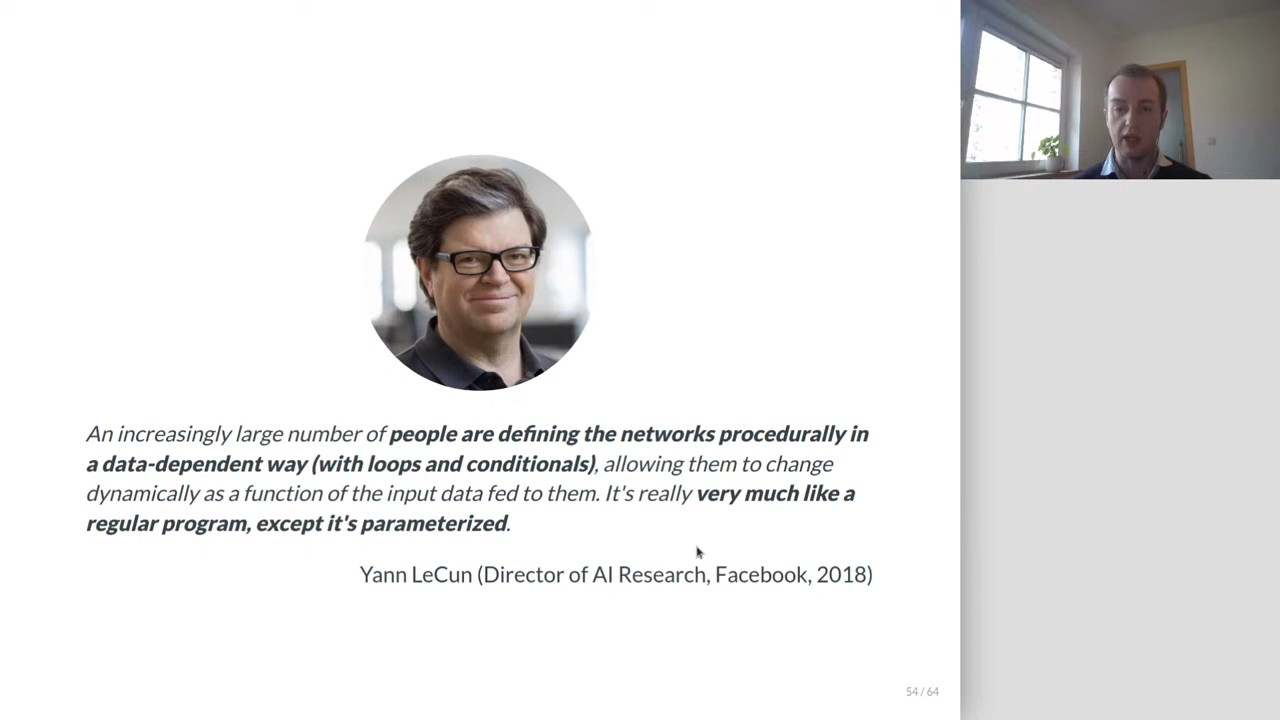 An increasingly large number of people are defining the networks procedurally in
a data-dependent way (with loops and conditionals), allowing them to change
dynamically as a function of the input data fed to them. It's really very much like a
regular program, except it's parameterized.
Yann LeCun (Director of AI Research, Facebook, 2018)
54 / 64